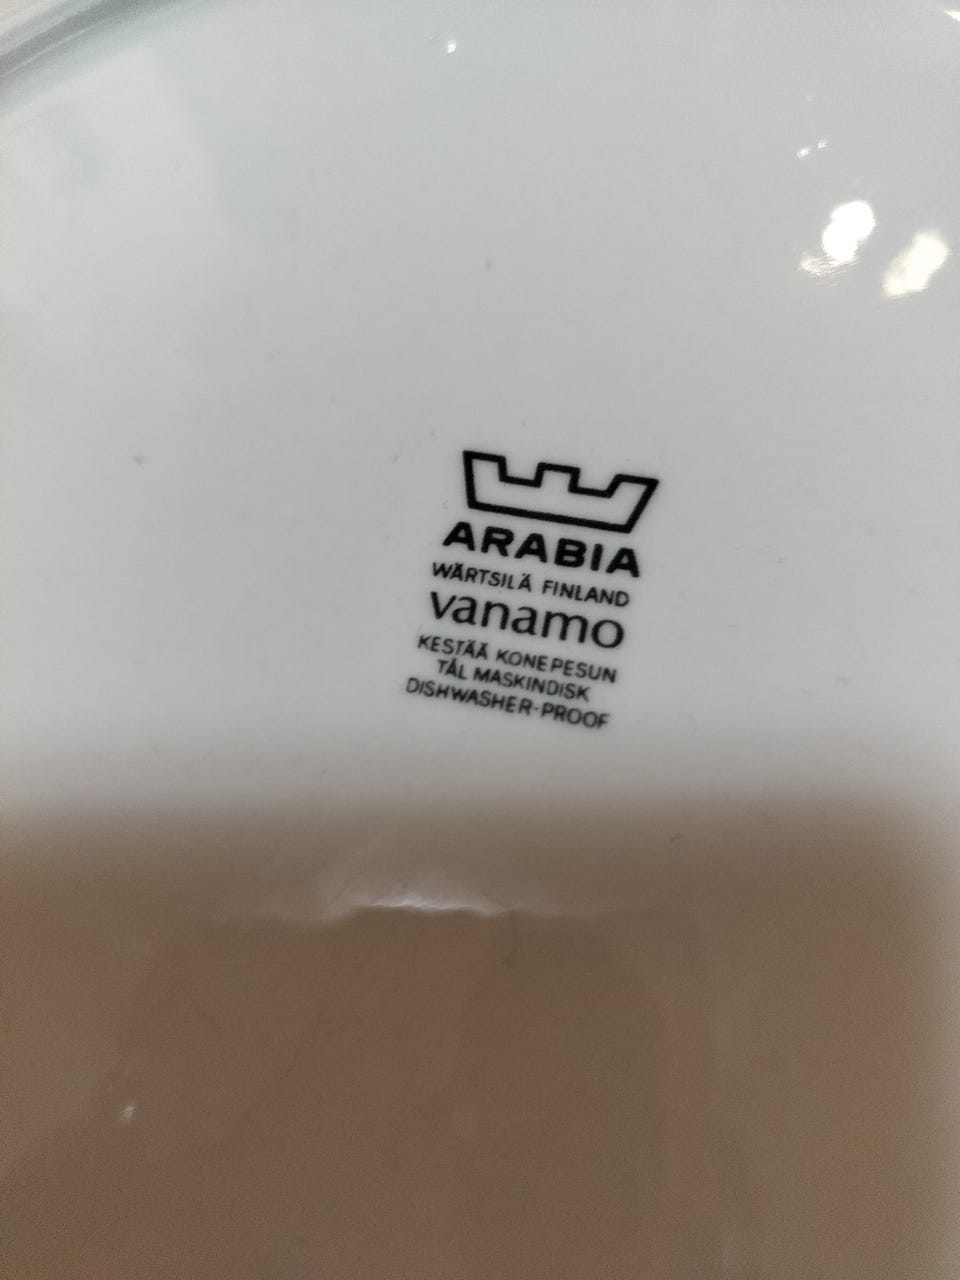 ARABIA
WÄRTSILÄ FINLAND
vanamo
KESTÄÄ KONEPESUN
TÅL MASKINDISK
DISHWASHER-PROOF